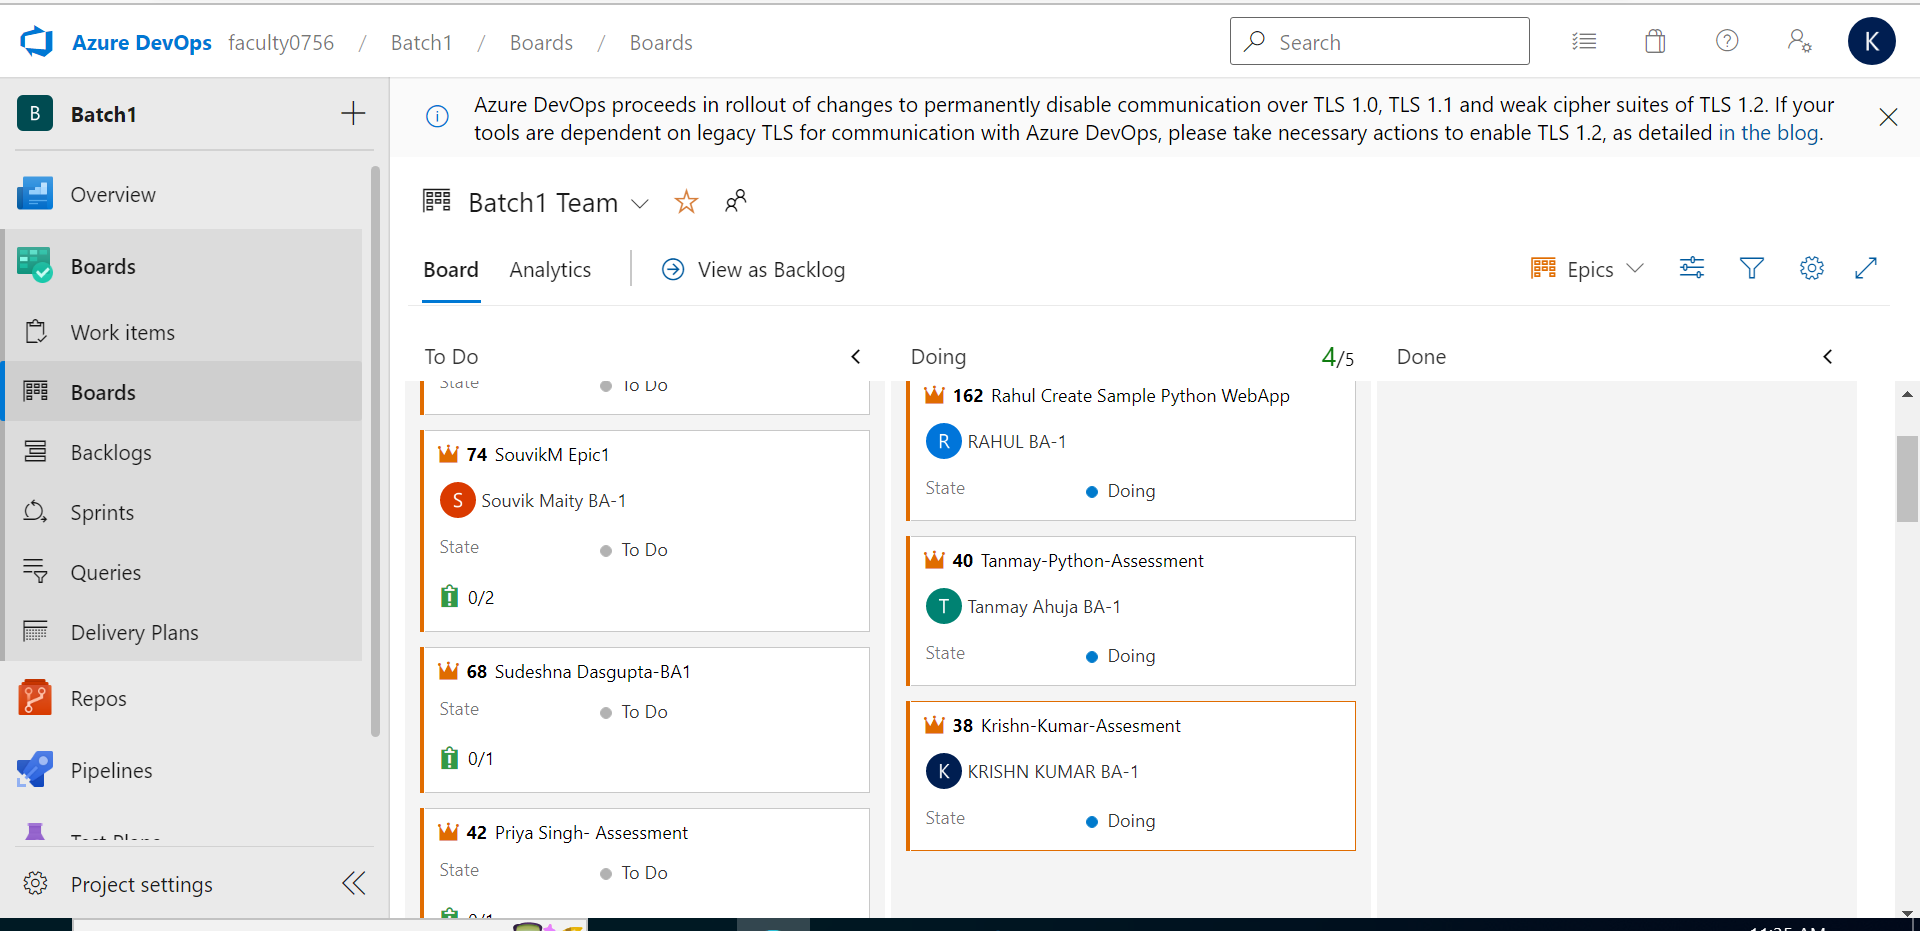 Azure DevOps faculty0756 / Batch1 / Boards / Boards
Search
K
B Batch1
Azure DevOps proceeds in rollout of changes to permanently disable communication over TLS 1.0, TLS 1.1 and weak cipher suites of TLS 1.2. If your
tools are dependent on legacy TLS for communication with Azure DevOps, please take necessary actions to enable TLS 1.2, as detailed in the blog.
Overview
Boards
Work items
Boards
Backlogs
Sprints
Queries
Delivery Plans
Repos
Pipelines
Test Plans
Project settings
Batch1 Team
Board Analytics View as Backlog
Epics
To Do
State To Do
74 SouvikM Epic1
S Souvik Maity BA-1
State To Do
0/2
68 Sudeshna Dasgupta-BA1
State To Do
0/1
42 Priya Singh- Assessment
State To Do
0/1
Doing 4/5
162 Rahul Create Sample Python WebApp
R RAHUL BA-1
State Doing
40 Tanmay-Python-Assessment
T Tanmay Ahuja BA-1
State Doing
38 Krishn-Kumar-Assesment
K KRISHN KUMAR BA-1
State Doing
Done
11:35 AM